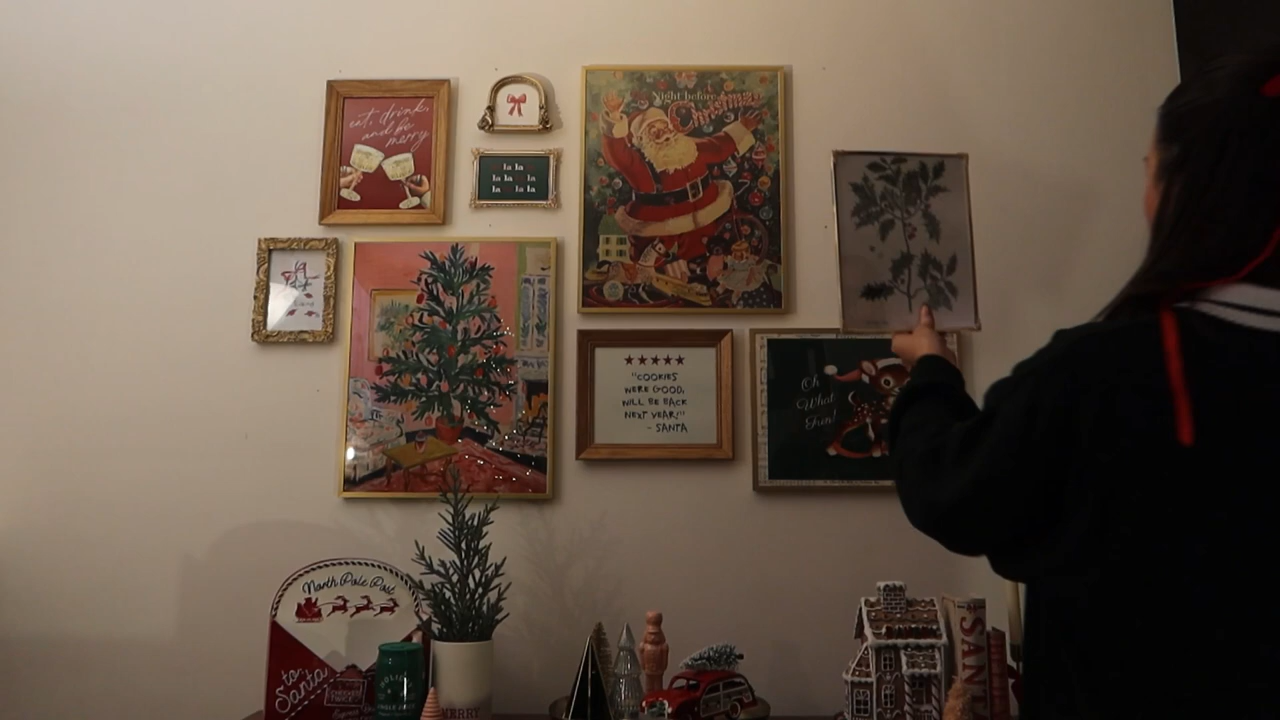 eat, drink,
and be
merry
la la
la la la
la la la
Night before
Christmas
"COOKIES
WERE GOOD,
WILL BE BACK
NEXT YEAR!"
- SANTA
Oh
What
Fun!
North Pole Post
to:
Santa
MERRY